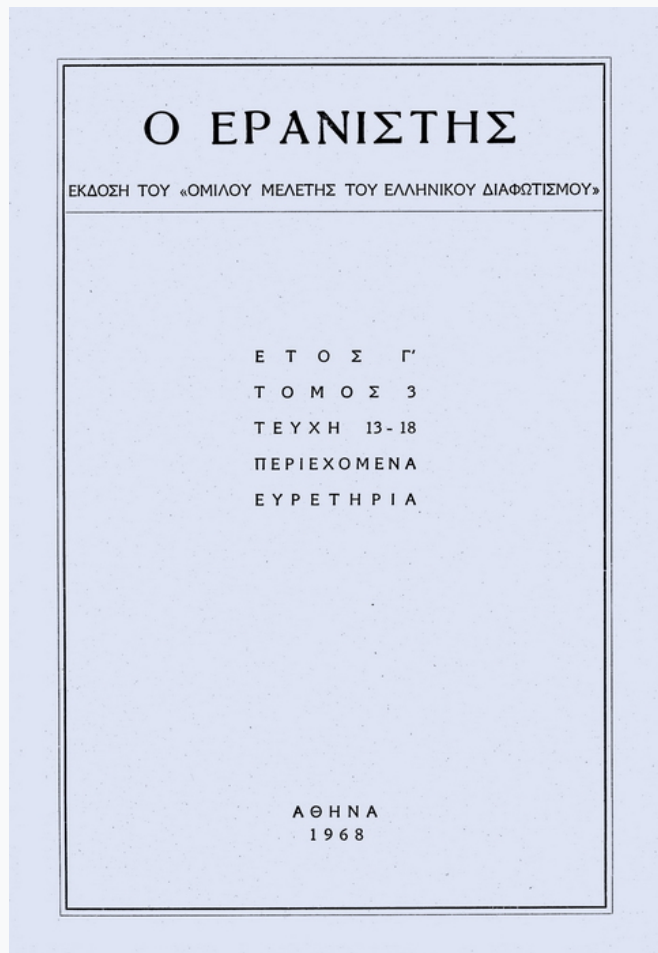 Ο ΕΡΑΝΙΣΤΗΣ
ΕΚΔΟΣΗ ΤΟΥ «ΟΜΙΛΟΥ ΜΕΛΕΤΗΣ ΤΟΥ ΕΛΛΗΝΙΚΟΥ ΔΙΑΦΩΤΙΣΜΟΥ»
ΕΤΟΣ Γ′
ΤΟΜΟΣ 3
ΤΕΥΧΗ 13-18
ΠΕΡΙΕΧΟΜΕΝΑ
ΕΥΡΕΤΗΡΙΑ
ΑΘΗΝΑ
1968